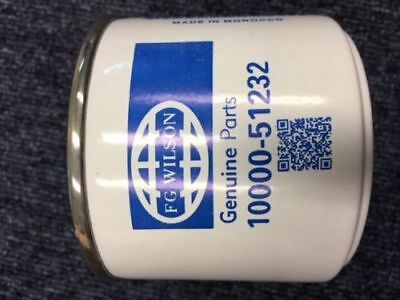 MADE IN MOROCCO
FG WILSON
Genuine Parts
10000-51232